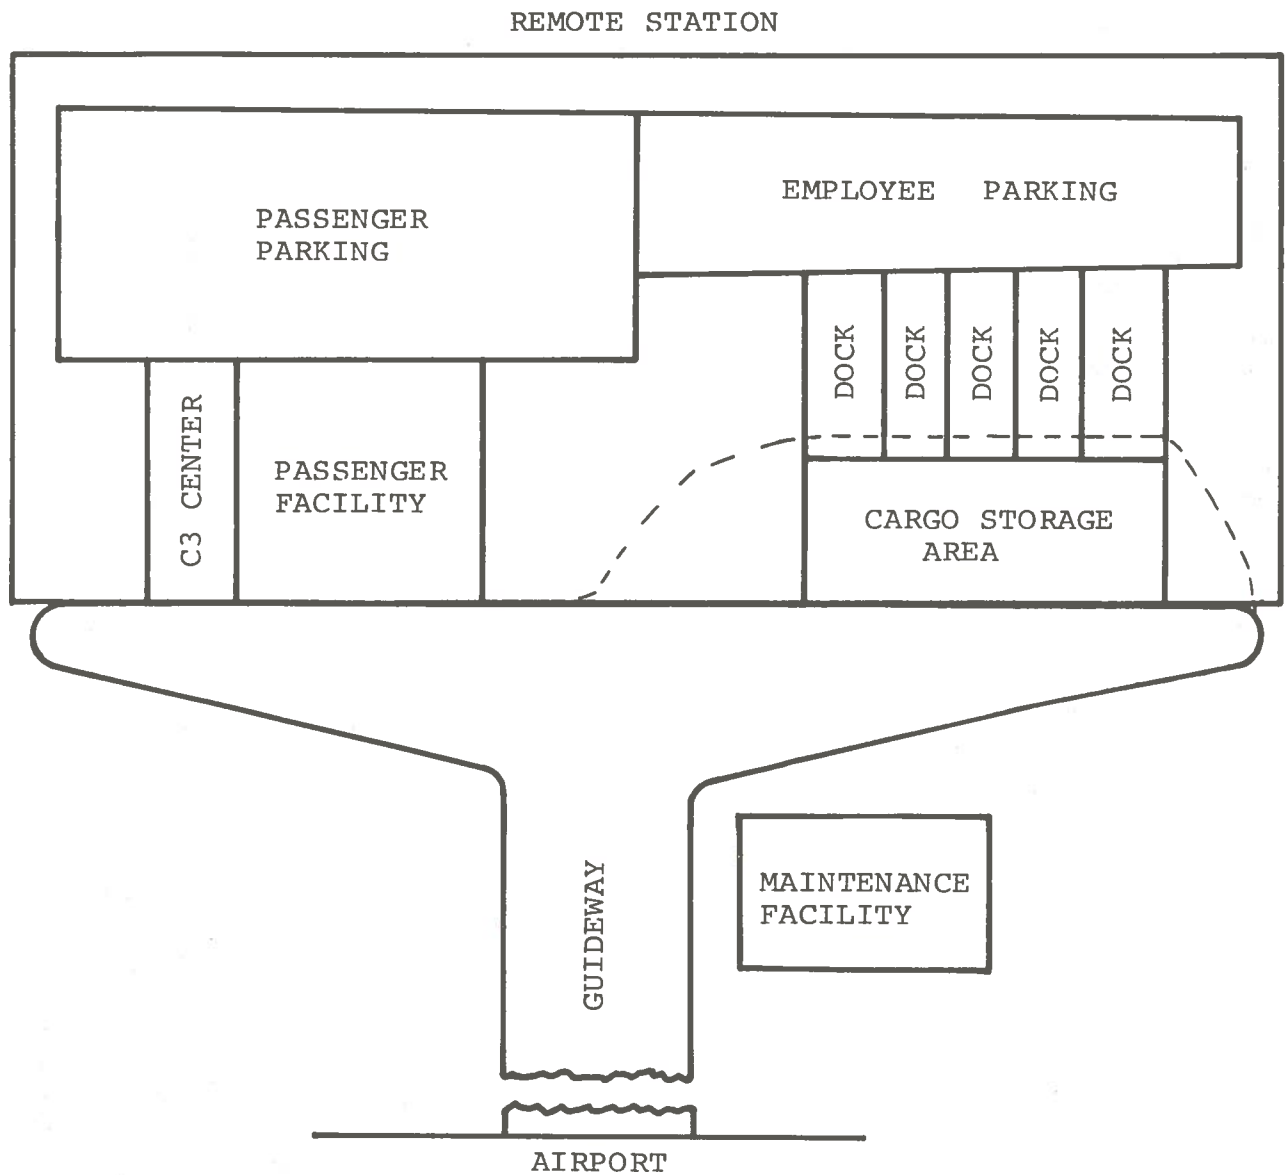 REMOTE STATION
PASSENGER
PARKING
EMPLOYEE PARKING
DOCK
DOCK
DOCK
DOCK
DOCK
C3 CENTER
PASSENGER
FACILITY
CARGO STORAGE
AREA
GUIDEWAY
MAINTENANCE
FACILITY
AIRPORT